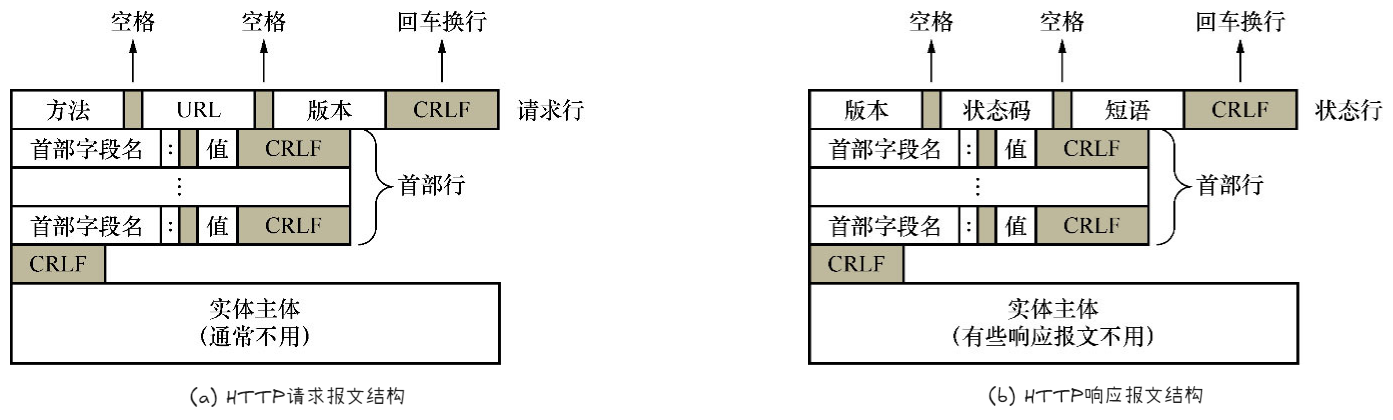 空格 空格 回车换行
方法 URL 版本 CRLF 请求行
首部字段名 : 值 CRLF
⋮ 首部行
首部字段名 : 值 CRLF
CRLF
实体主体
(通常不用)
(a) HTTP请求报文结构
空格 空格 回车换行
版本 状态码 短语 CRLF 状态行
首部字段名 : 值 CRLF
⋮ 首部行
首部字段名 : 值 CRLF
CRLF
实体主体
(有些响应报文不用)
(b) HTTP响应报文结构